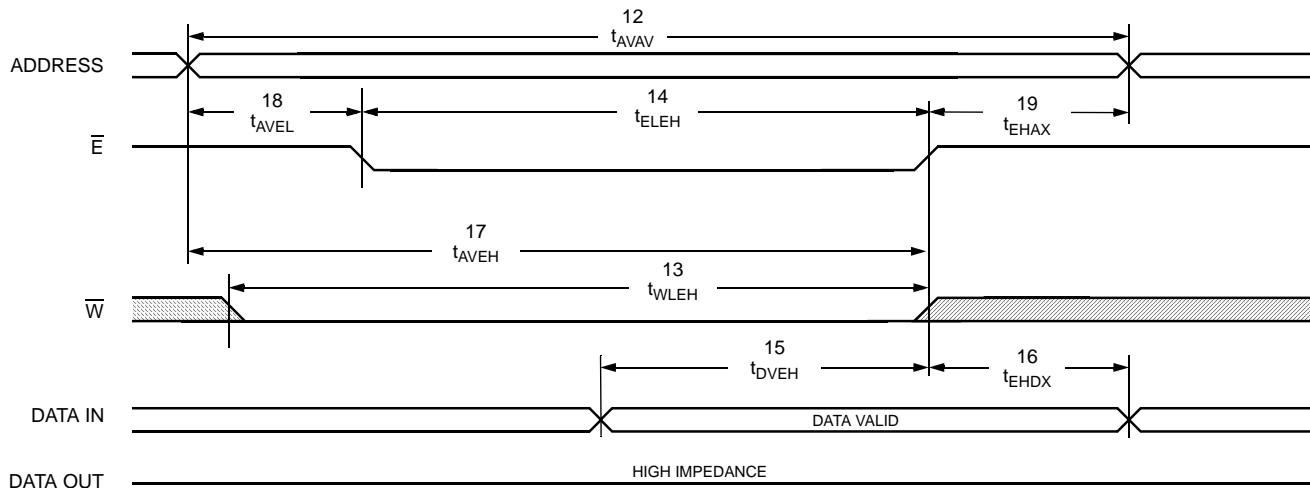 12
tAVAV
ADDRESS
18
tAVEL
14
tELEH
19
tEHAX
E
17
tAVEH
13
tWLEH
W
15
tDVEH
16
tEHDX
DATA IN
DATA VALID
DATA OUT
HIGH IMPEDANCE